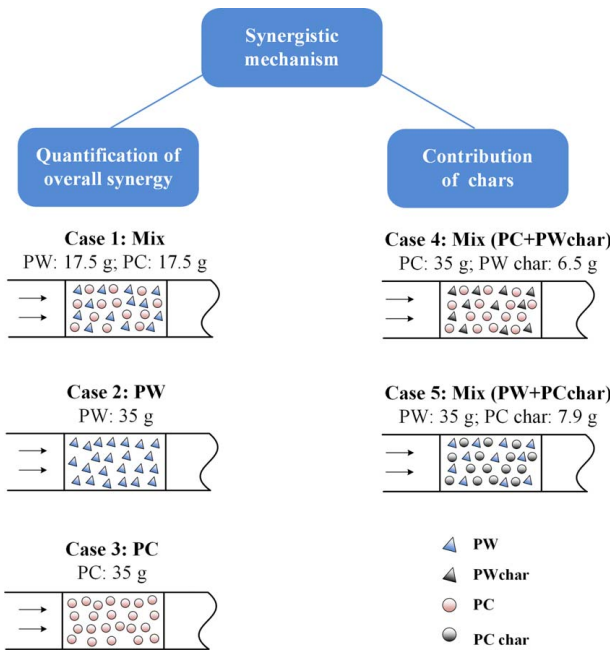 Synergistic
mechanism
Quantification of
overall synergy
Contribution
of chars
Case 1: Mix
PW: 17.5 g; PC: 17.5 g
Case 2: PW
PW: 35 g
Case 3: PC
PC: 35 g
Case 4: Mix (PC+PWchar)
PC: 35 g; PW char: 6.5 g
Case 5: Mix (PW+PCchar)
PW: 35 g; PC char: 7.9 g
PW
PWchar
PC
PC char